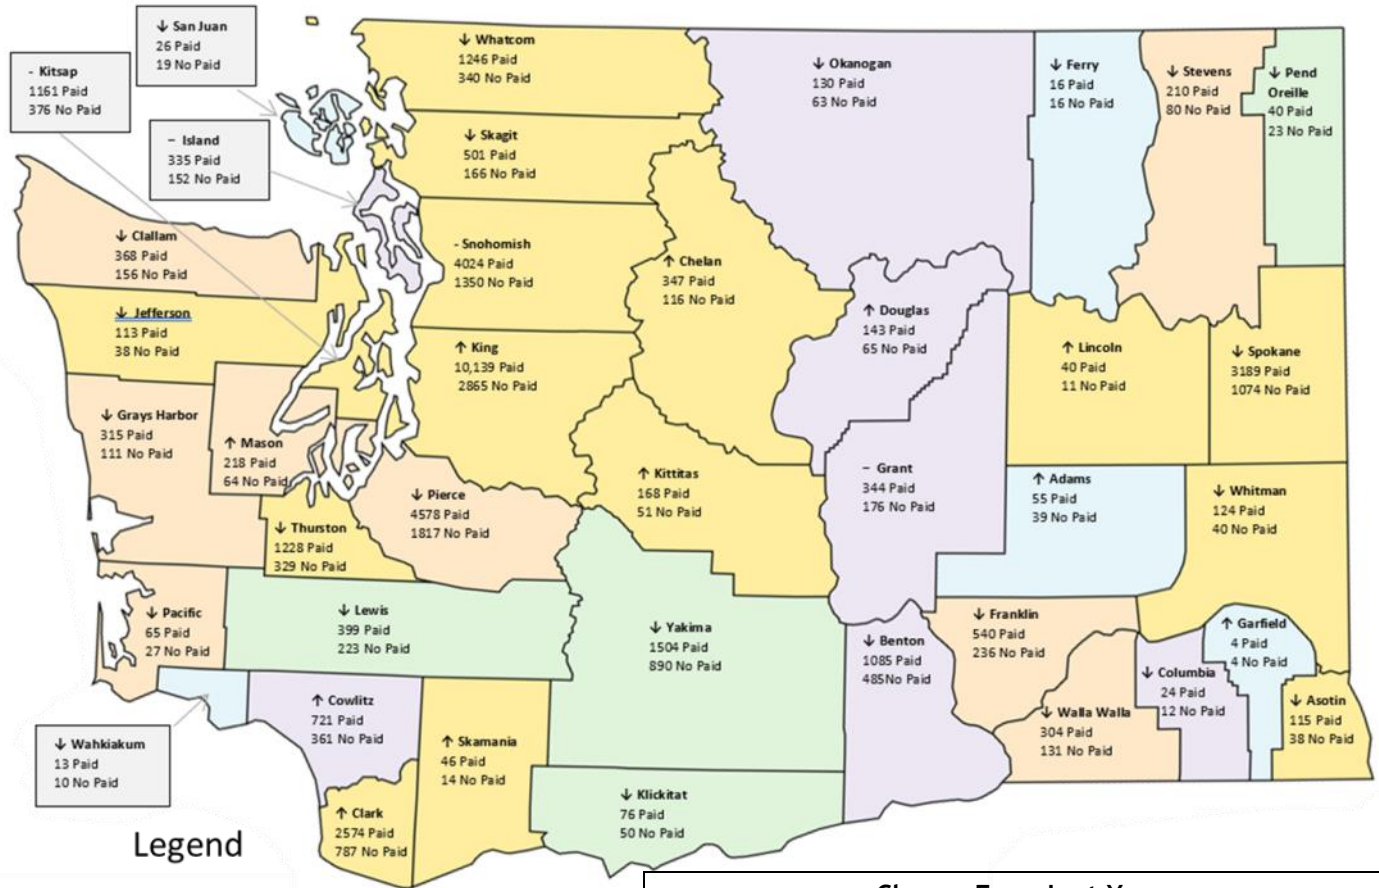 ↓ San Juan
26 Paid
19 No Paid
- Kitsap
1161 Paid
376 No Paid
– Island
335 Paid
152 No Paid
↓ Whatcom
1246 Paid
340 No Paid
↓ Skagit
501 Paid
166 No Paid
- Snohomish
4024 Paid
1350 No Paid
↑ King
10,139 Paid
2865 No Paid
↑ Chelan
347 Paid
116 No Paid
↓ Okanogan
130 Paid
63 No Paid
↓ Ferry
16 Paid
16 No Paid
↓ Stevens
210 Paid
80 No Paid
↓ Pend
Oreille
40 Paid
23 No Paid
↓ Clallam
368 Paid
156 No Paid
↓ Jefferson
113 Paid
38 No Paid
↓ Grays Harbor
315 Paid
111 No Paid
↑ Mason
218 Paid
64 No Paid
↓ Thurston
1228 Paid
329 No Paid
↓ Pierce
4578 Paid
1817 No Paid
↑ Kittitas
168 Paid
51 No Paid
↑ Douglas
143 Paid
65 No Paid
– Grant
344 Paid
176 No Paid
↑ Lincoln
40 Paid
11 No Paid
↓ Spokane
3189 Paid
1074 No Paid
↑ Adams
55 Paid
39 No Paid
↓ Whitman
124 Paid
40 No Paid
↓ Pacific
65 Paid
27 No Paid
↓ Lewis
399 Paid
223 No Paid
↓ Yakima
1504 Paid
890 No Paid
↓ Benton
1085 Paid
485No Paid
↓ Franklin
540 Paid
236 No Paid
↓ Walla Walla
304 Paid
131 No Paid
↓ Columbia
24 Paid
12 No Paid
↑ Garfield
4 Paid
4 No Paid
↓ Asotin
115 Paid
38 No Paid
↓ Wahkiakum
13 Paid
10 No Paid
↑ Cowlitz
721 Paid
361 No Paid
↑ Skamania
46 Paid
14 No Paid
↑ Clark
2574 Paid
787 No Paid
↓ Klickitat
76 Paid
50 No Paid
Legend